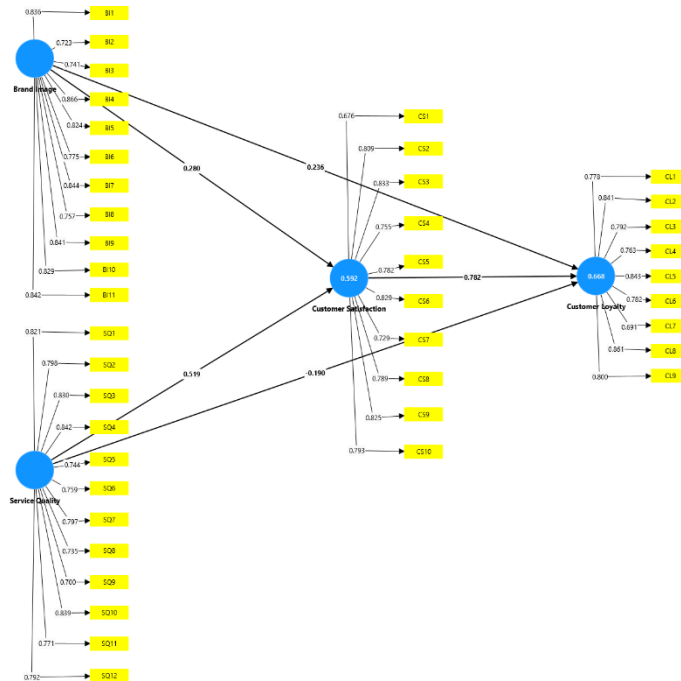 0.836
BI1
0.723
BI2
0.741
BI3
Brand Image
0.866
BI4
0.824
BI5
0.775
BI6
0.844
BI7
0.757
BI8
0.841
BI9
0.829
BI10
0.842
BI11
0.280
0.236
0.676
CS1
0.809
CS2
0.833
CS3
0.755
CS4
0.782
CS5
0.592
0.782
0.829
CS6
Customer Satisfaction
0.729
CS7
0.789
CS8
0.825
CS9
0.793
CS10
0.778
CL1
0.841
CL2
0.792
CL3
0.763
CL4
0.668
0.843
CL5
0.782
CL6
Customer Loyalty
0.691
CL7
0.861
CL8
0.800
CL9
0.821
SQ1
0.798
SQ2
0.519
-0.190
0.830
SQ3
0.842
SQ4
0.744
SQ5
0.759
SQ6
Service Quality
0.797
SQ7
0.735
SQ8
0.700
SQ9
0.839
SQ10
0.771
SQ11
0.792
SQ12